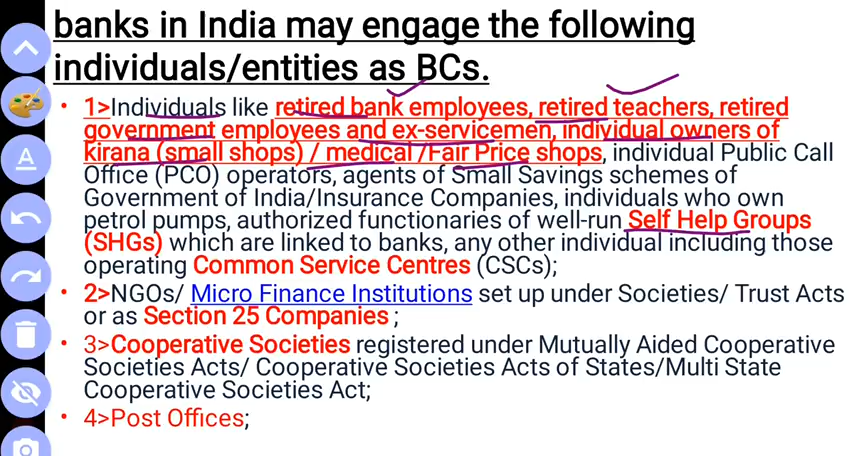 banks in India may engage the following
individuals/entities as BCs.
• 1>Individuals like retired bank employees, retired teachers, retired
government employees and ex-servicemen, individual owners of
kirana (small shops) / medical /Fair Price shops, individual Public Call
Office (PCO) operators, agents of Small Savings schemes of
Government of India/Insurance Companies, individuals who own
petrol pumps, authorized functionaries of well-run Self Help Groups
(SHGs) which are linked to banks, any other individual including those
operating Common Service Centres (CSCs);
• 2>NGOs/ Micro Finance Institutions set up under Societies/ Trust Acts
or as Section 25 Companies ;
• 3>Cooperative Societies registered under Mutually Aided Cooperative
Societies Acts/ Cooperative Societies Acts of States/Multi State
Cooperative Societies Act;
• 4>Post Offices;